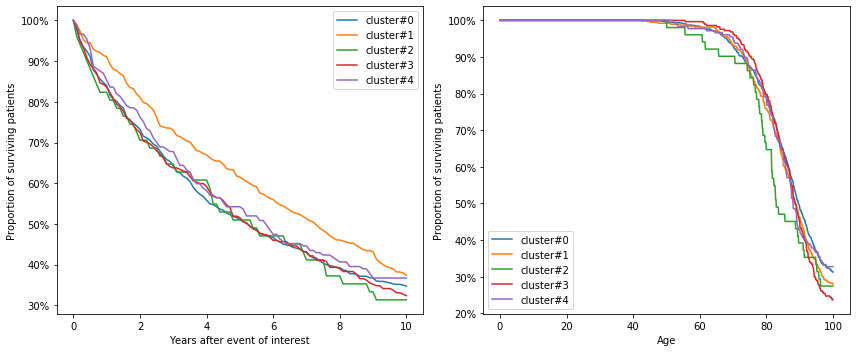 100%
90%
80%
70%
60%
50%
40%
30%
Proportion of surviving patients
0
2
4
6
8
10
Years after event of interest
cluster#0
cluster#1
cluster#2
cluster#3
cluster#4
100%
90%
80%
70%
60%
50%
40%
30%
20%
Proportion of surviving patients
0
20
40
60
80
100
Age
cluster#0
cluster#1
cluster#2
cluster#3
cluster#4